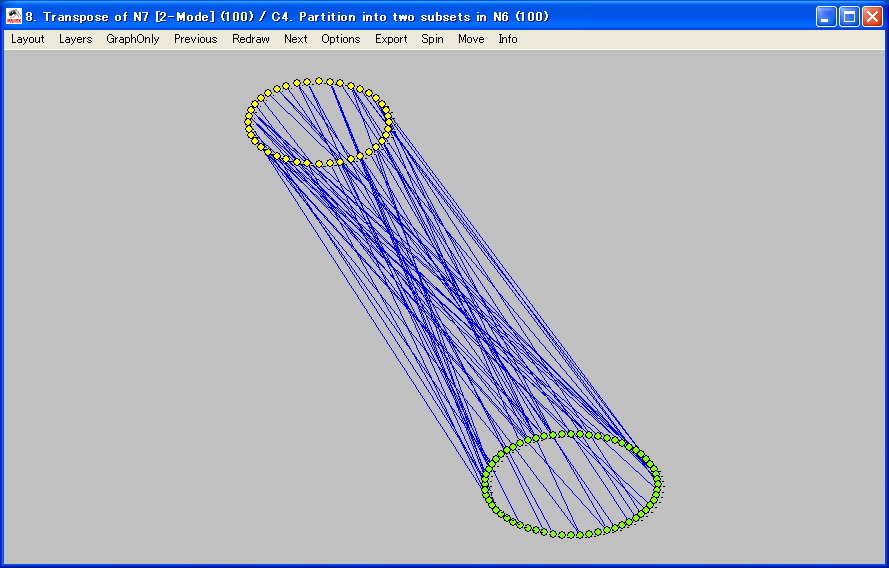 8. Transpose of N7 [2-Mode] (100) / C4. Partition into two subsets in N6 (100)
Layout Layers GraphOnly Previous Redraw Next Options Export Spin Move Info